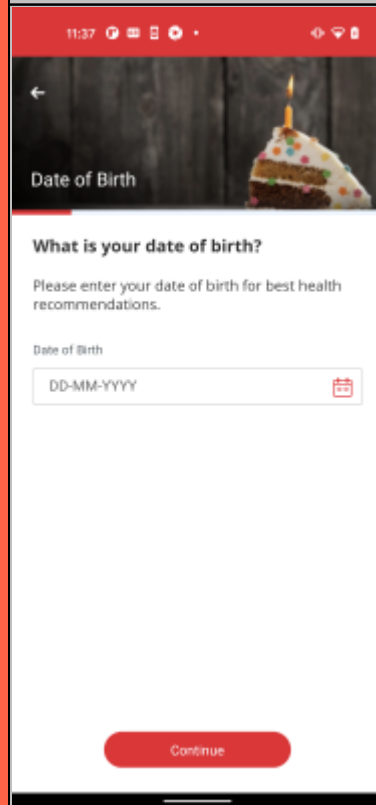 11:37
Date of Birth
What is your date of birth?
Please enter your date of birth for best health
recommendations.
Date of Birth
DD-MM-YYYY
Continue